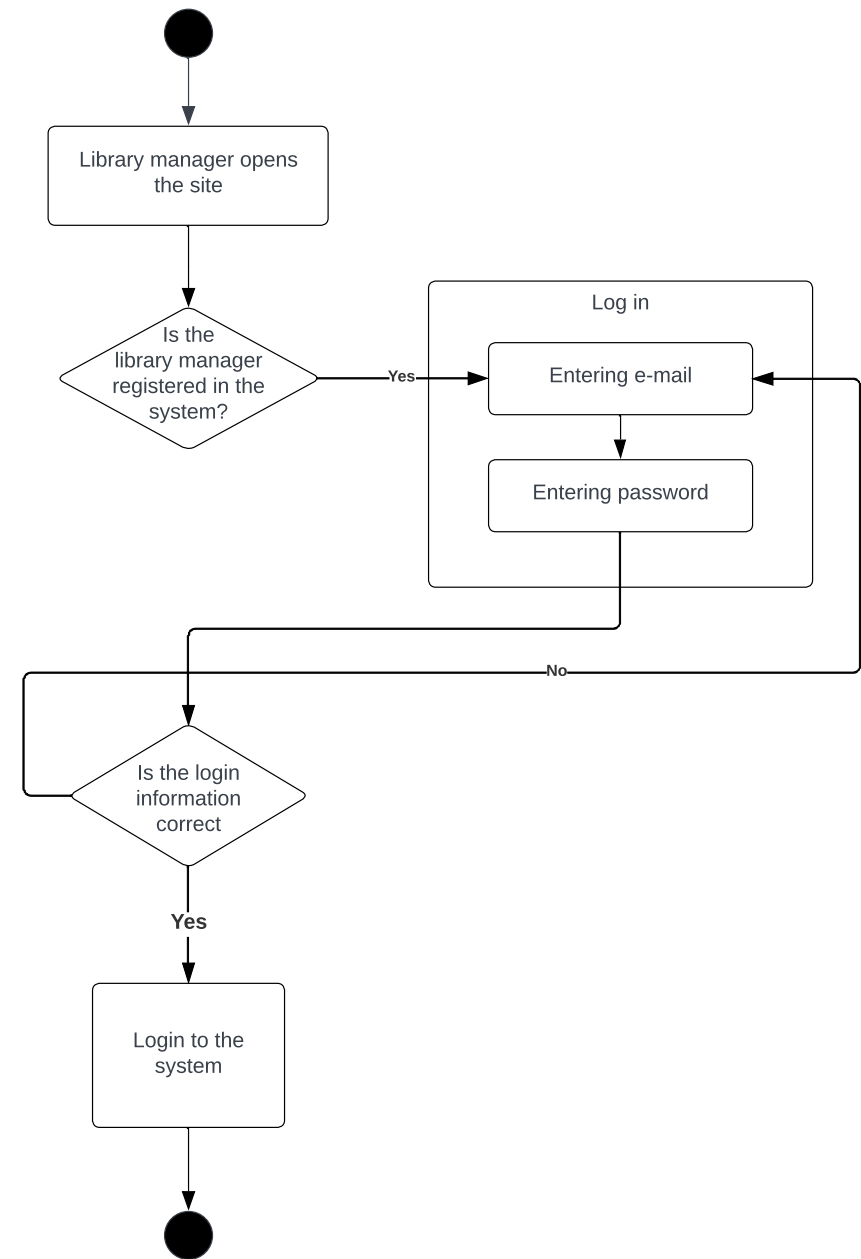 Library manager opens
the site
Is the
library manager
registered in the
system?
Yes
Log in
Entering e-mail
Entering password
No
Is the login
information
correct
Yes
Login to the
system